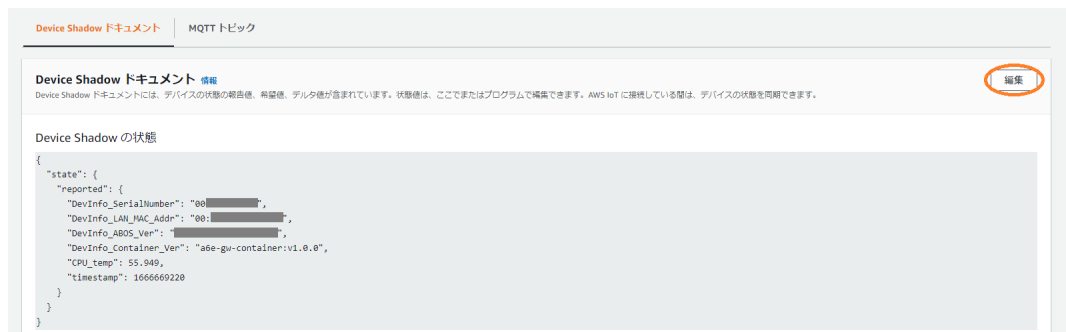 Device Shadow ドキュメント MQTT トピック
Device Shadow ドキュメント 情報 編集
Device Shadow ドキュメントには、デバイスの状態の報告値、希望値、デルタ値が含まれています。状態値は、ここでまたはプログラムで編集できます。AWS IoT に接続している間は、デバイスの状態を同期できます。
Device Shadow の状態
{
"state": {
"reported": {
"DevInfo_SerialNumber": "00 ",
"DevInfo_LAN_MAC_Addr": "00: ",
"DevInfo_ABOS_Ver": " ",
"DevInfo_Container_Ver": "a6e-gw-container:v1.0.0",
"CPU_temp": 55.949,
"timestamp": 1666669220
}
}
}